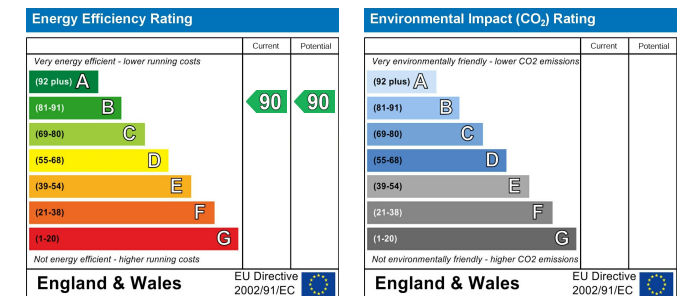 Energy Efficiency Rating
Current Potential
Very energy efficient - lower running costs
(92 plus) A
(81-91) B
90 90
(69-80) C
(55-68) D
(39-54) E
(21-38) F
(1-20) G
Not energy efficient - higher running costs
England & Wales
EU Directive
2002/91/EC
Environmental Impact (CO2) Rating
Current Potential
Very environmentally friendly - lower CO2 emissions
(92 plus) A
(81-91) B
(69-80) C
(55-68) D
(39-54) E
(21-38) F
(1-20) G
Not environmentally friendly - higher CO2 emissions
England & Wales
EU Directive
2002/91/EC